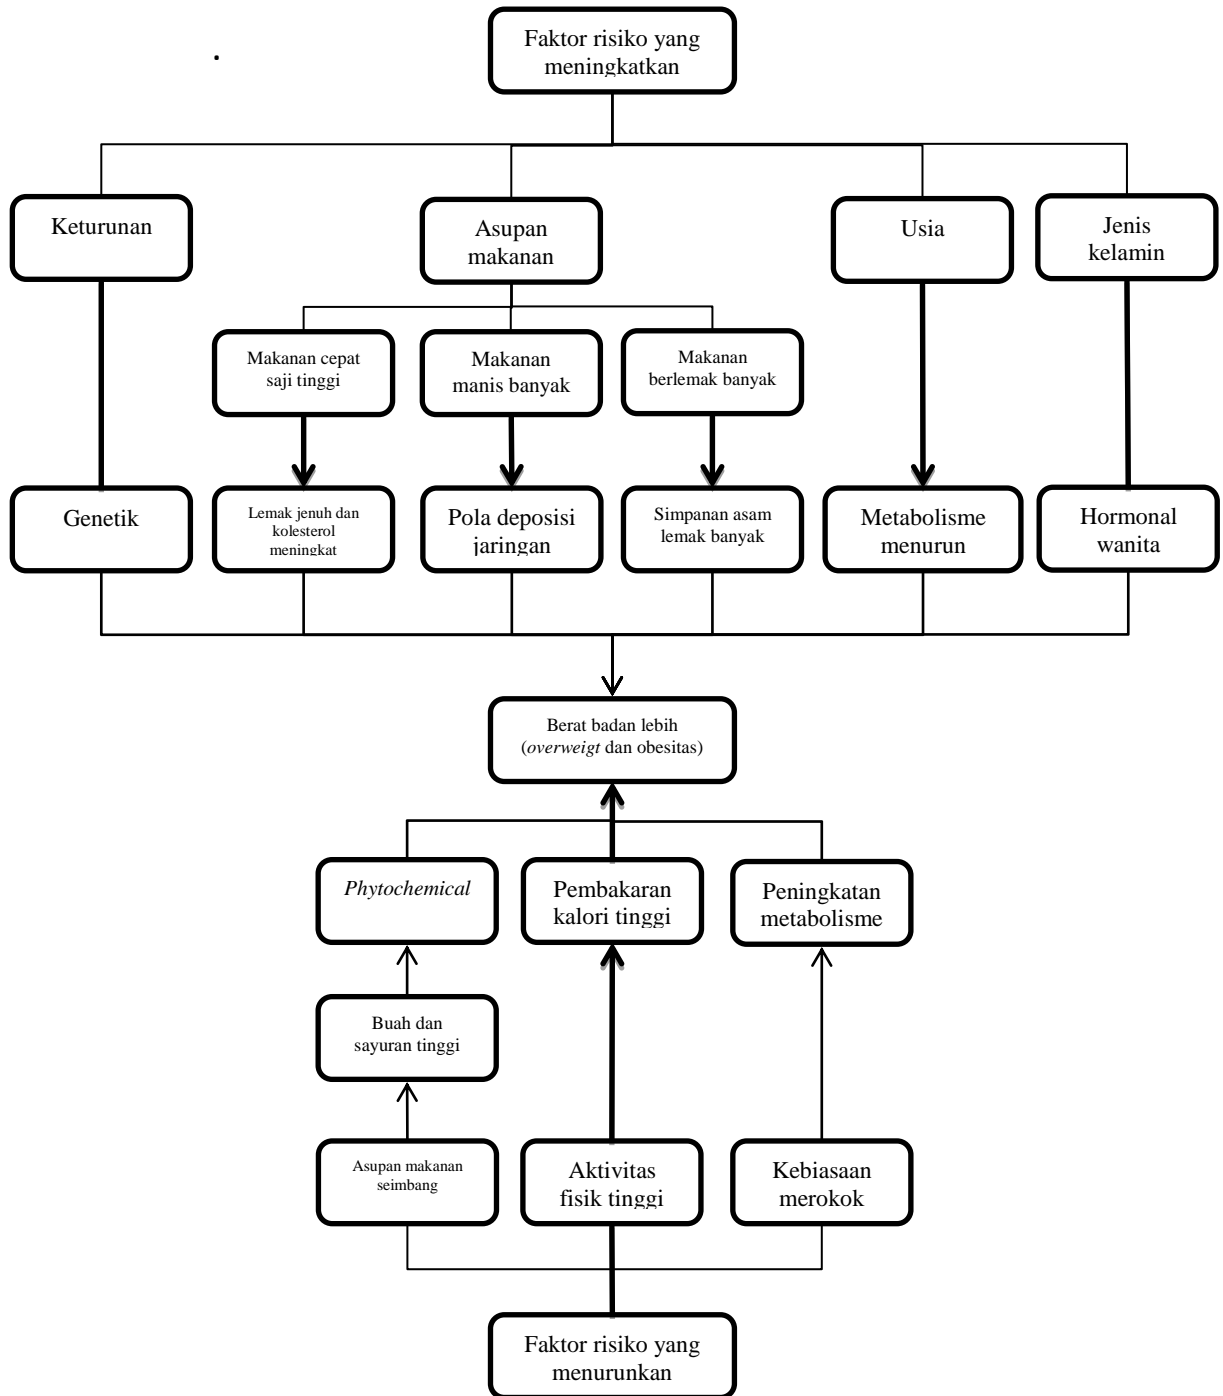 Faktor risiko yang
meningkatkan
Keturunan
Asupan
makanan
Usia
Jenis
kelamin
Makanan cepat
saji tinggi
Makanan
manis banyak
Makanan
berlemak banyak
Genetik
Lemak jenuh dan
kolesterol
meningkat
Pola deposisi
jaringan
Simpanan asam
lemak banyak
Metabolisme
menurun
Hormonal
wanita
Berat badan lebih
(overweigt dan obesitas)
Phytochemical
Pembakaran
kalori tinggi
Peningkatan
metabolisme
Buah dan
sayuran tinggi
Asupan makanan
seimbang
Aktivitas
fisik tinggi
Kebiasaan
merokok
Faktor risiko yang
menurunkan